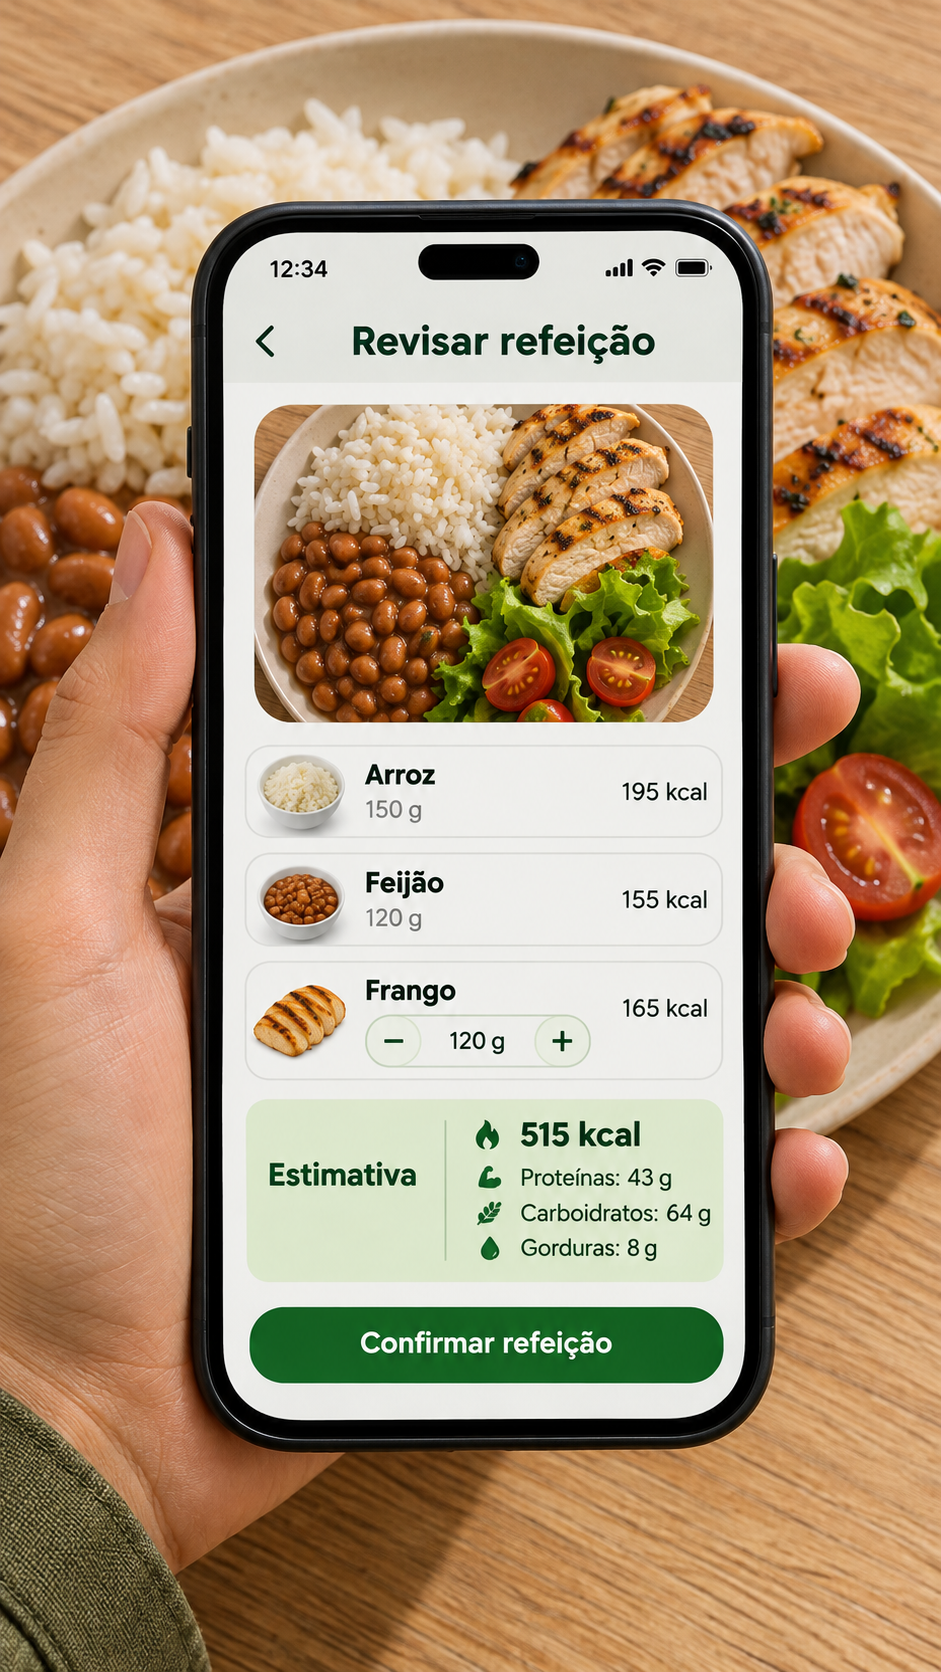 12:34
Revisar refeição
Arroz
150 g
195 kcal
Feijão
120 g
155 kcal
Frango
120 g
165 kcal
Estimativa
515 kcal
Proteínas: 43 g
Carboidratos: 64 g
Gorduras: 8 g
Confirmar refeição